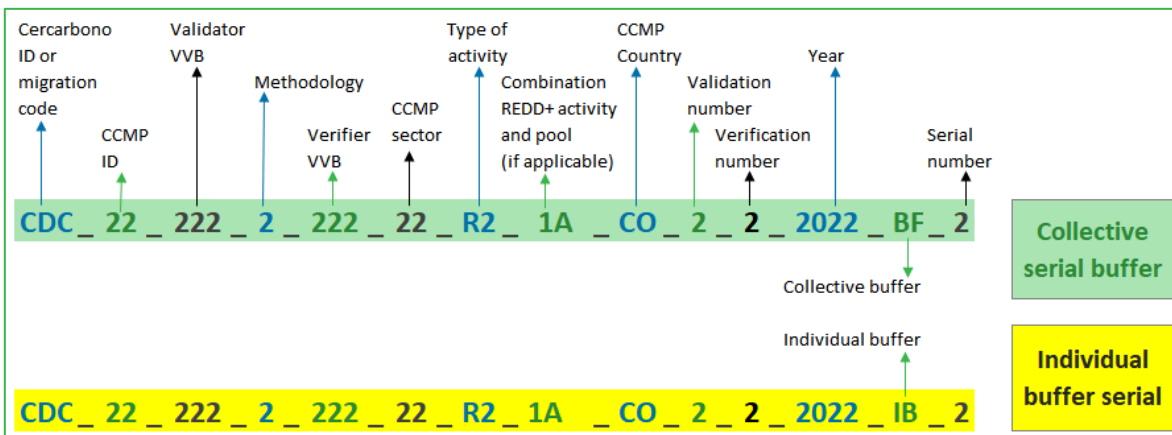 Cercarbono
ID or
migration
code
CCMP
ID
Validator
VVB
Methodology
Verifier
VVB
CCMP
sector
Type of
activity
Combination
REDD+ activity
and pool
(if applicable)
CCMP
Country
Validation
number
Verification
number
Year
Serial
number
CDC _ 22 _ 222 _ 2 _ 222 _ 22 _ R2 _ 1A _ CO _ 2 _ 2 _ 2022 _ BF _ 2
Collective
serial buffer
Collective buffer
Individual buffer
CDC _ 22 _ 222 _ 2 _ 222 _ 22 _ R2 _ 1A _ CO _ 2 _ 2 _ 2022 _ IB _ 2
Individual
buffer serial